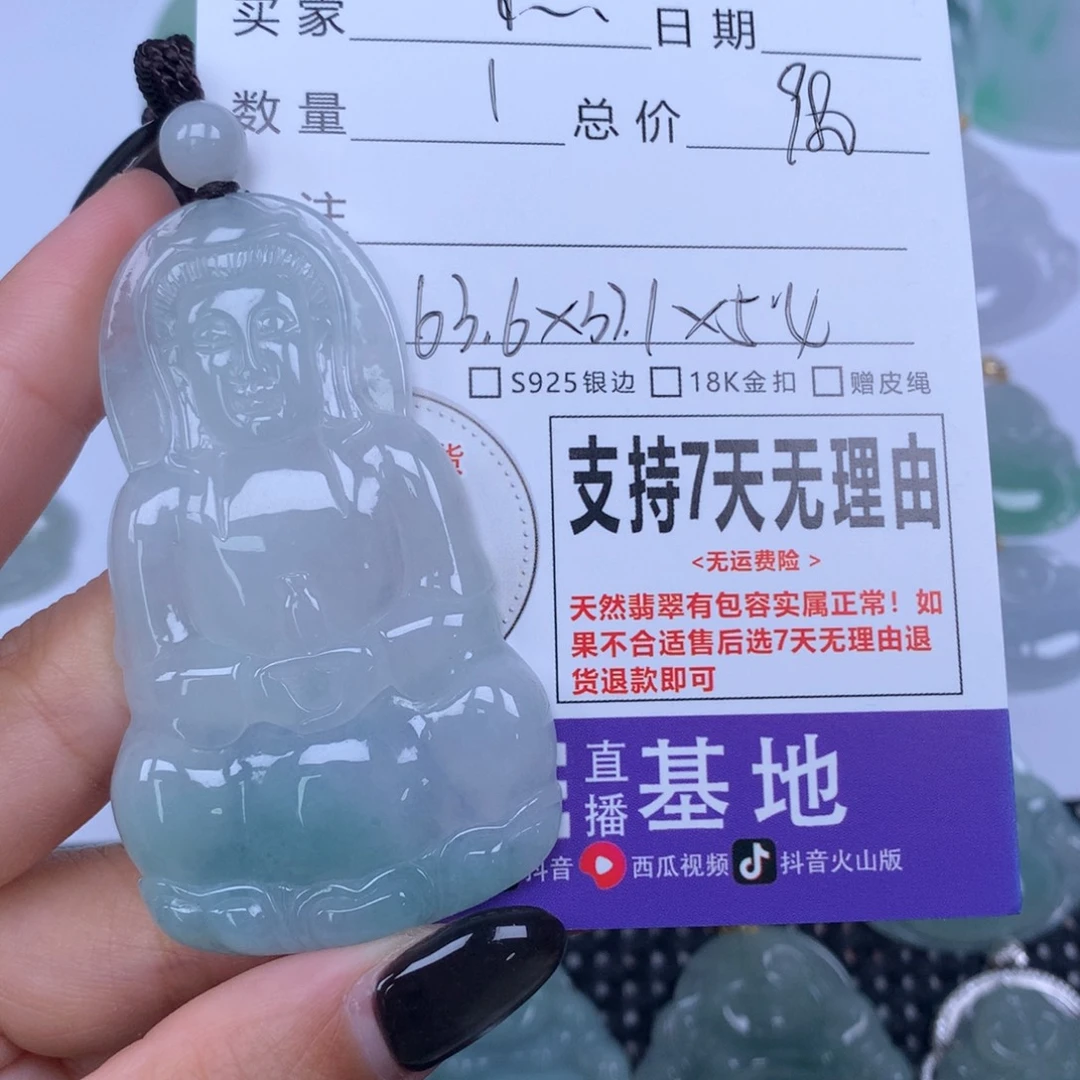 买家 日期
数量 1 总价
注
63.6×37.1×5.4
S925银边 18K金扣 赠皮绳
货
支持7天无理由
<无运费险 >
天然翡翠有包容实属正常！如
果不合适售后选7天无理由退
货退款即可
直播 基地
抖音 西瓜视频 抖音火山版